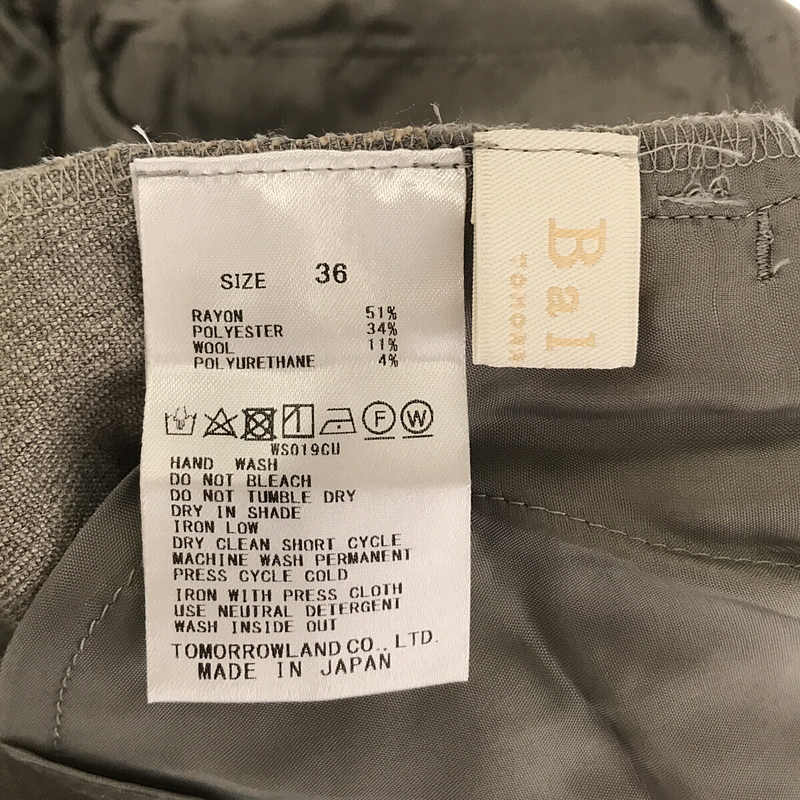 SIZE 36
RAYON 51%
POLYESTER 34%
WOOL 11%
POLYURETHANE 4%
F W
WS019CU
HAND WASH
DO NOT BLEACH
DO NOT TUMBLE DRY
DRY IN SHADE
IRON LOW
DRY CLEAN SHORT CYCLE
MACHINE WASH PERMANENT
PRESS CYCLE COLD
IRON WITH PRESS CLOTH
USE NEUTRAL DETERGENT
WASH INSIDE OUT
TOMORROWLAND CO., LTD.
MADE IN JAPAN
Bal